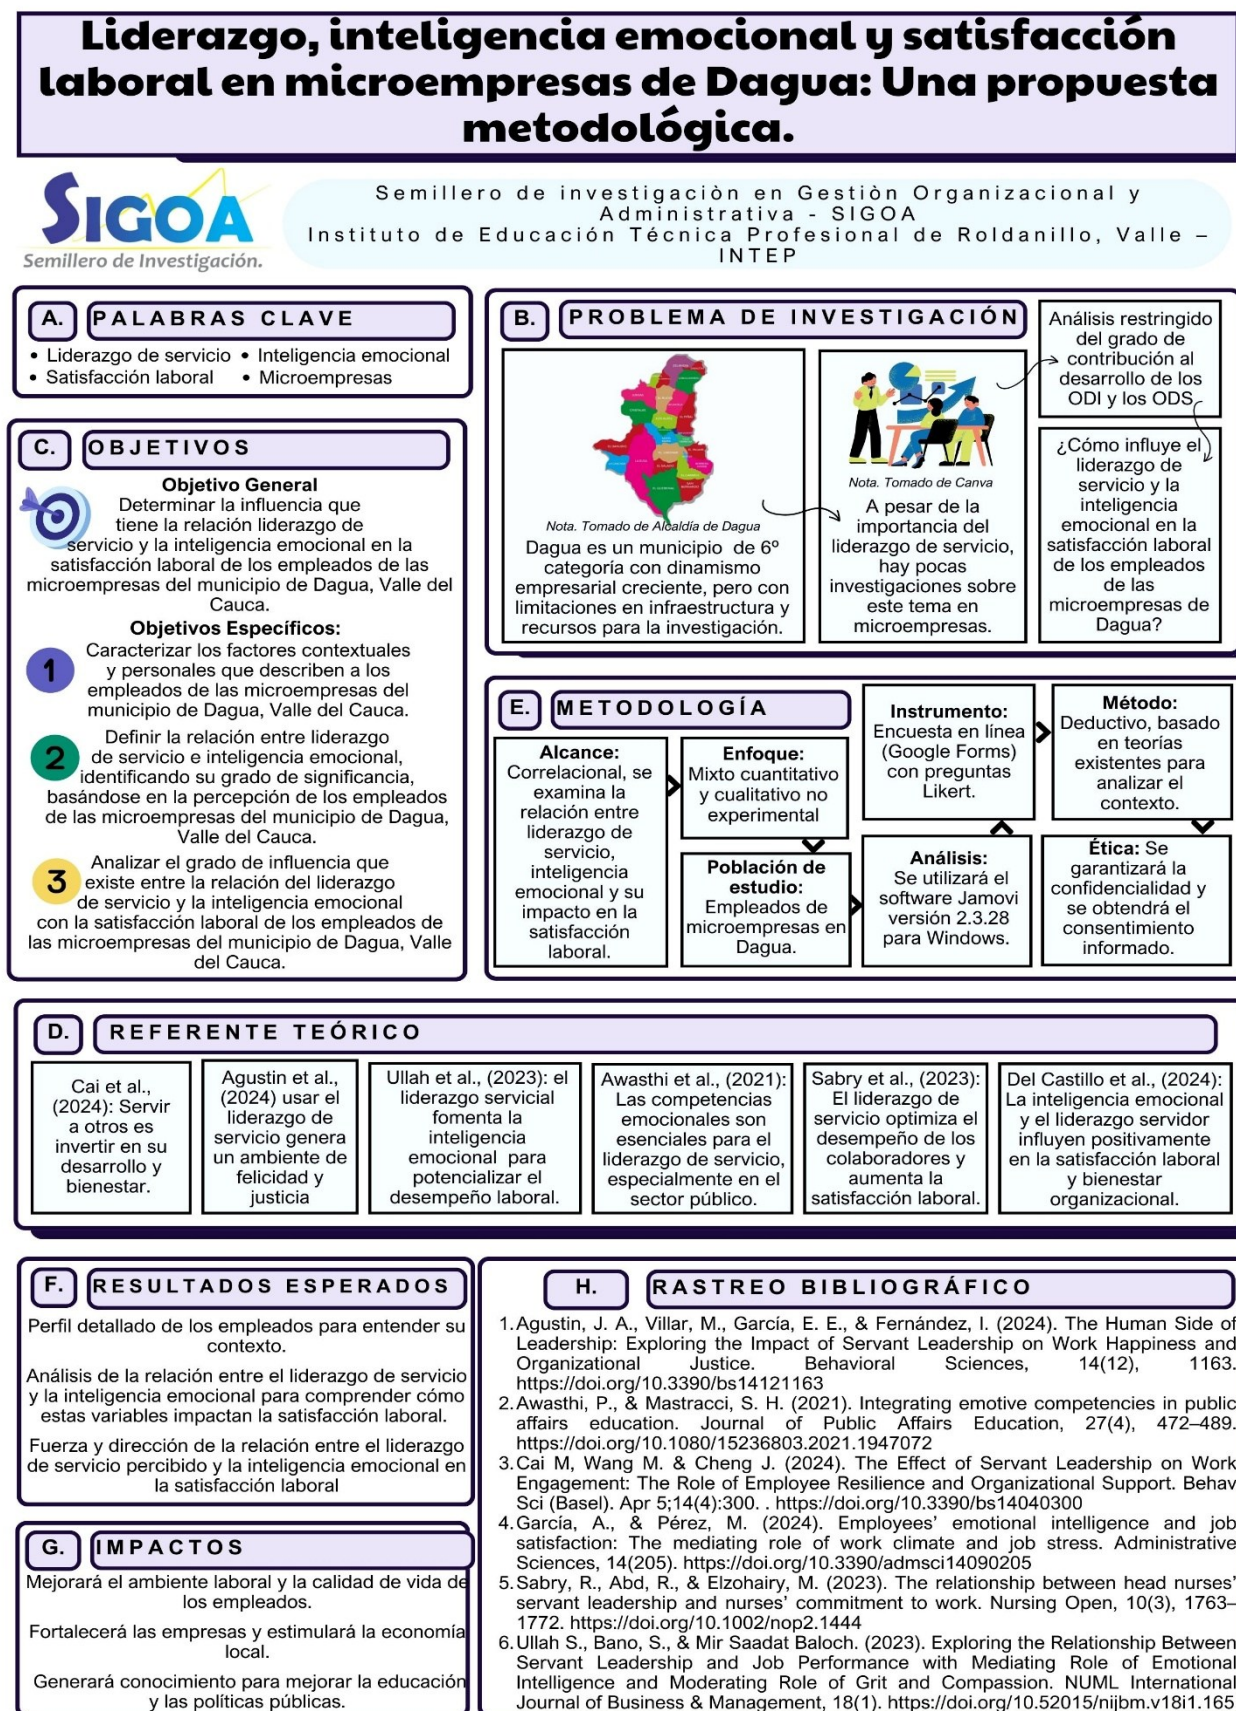 Liderazgo, inteligencia emocional y satisfacción
laboral en microempresas de Dagua: Una propuesta
metodológica.
SIGOA
Semillero de Investigación.
Semillero de investigaciòn en Gestiòn Organizacional y
Administrativa - SIGOA
Instituto de Educación Técnica Profesional de Roldanillo, Valle –
INTEP
A. PALABRAS CLAVE
• Liderazgo de servicio • Inteligencia emocional
• Satisfacción laboral • Microempresas
B. PROBLEMA DE INVESTIGACIÓN
Nota. Tomado de Alcaldía de Dagua
Dagua es un municipio de 6º
categoría con dinamismo
empresarial creciente, pero con
limitaciones en infraestructura y
recursos para la investigación.
Nota. Tomado de Canva
A pesar de la
importancia del
liderazgo de servicio,
hay pocas
investigaciones sobre
este tema en
microempresas.
Análisis restringido
del grado de
contribución al
desarrollo de los
ODI y los ODS.
¿Cómo influye el
liderazgo de
servicio y la
inteligencia
emocional en la
satisfacción laboral
de los empleados
de las
microempresas de
Dagua?
C. OBJETIVOS
Objetivo General
Determinar la influencia que
tiene la relación liderazgo de
servicio y la inteligencia emocional en la
satisfacción laboral de los empleados de las
microempresas del municipio de Dagua, Valle del
Cauca.
Objetivos Específicos:
1
Caracterizar los factores contextuales
y personales que describen a los
empleados de las microempresas del
municipio de Dagua, Valle del Cauca.
2
Definir la relación entre liderazgo
de servicio e inteligencia emocional,
identificando su grado de significancia,
basándose en la percepción de los empleados
de las microempresas del municipio de Dagua,
Valle del Cauca.
3
Analizar el grado de influencia que
existe entre la relación del liderazgo
de servicio y la inteligencia emocional
con la satisfacción laboral de los empleados de
las microempresas del municipio de Dagua, Valle
del Cauca.
E. METODOLOGÍA
Alcance:
Correlacional, se
examina la
relación entre
liderazgo de
servicio,
inteligencia
emocional y su
impacto en la
satisfacción
laboral.
Enfoque:
Mixto cuantitativo
y cualitativo no
experimental
Población de
estudio:
Empleados de
microempresas en
Dagua.
Análisis:
Se utilizará el
software Jamovi
versión 2.3.28
para Windows.
Instrumento:
Encuesta en línea
(Google Forms)
con preguntas
Likert.
Método:
Deductivo, basado
en teorías
existentes para
analizar el
contexto.
Ética: Se
garantizará la
confidencialidad y
se obtendrá el
consentimiento
informado.
D. REFERENTE TEÓRICO
Cai et al.,
(2024): Servir
a otros es
invertir en su
desarrollo y
bienestar.
Agustin et al.,
(2024) usar el
liderazgo de
servicio genera
un ambiente de
felicidad y
justicia
Ullah et al., (2023): el
liderazgo servicial
fomenta la
inteligencia
emocional para
potencializar el
desempeño laboral.
Awasthi et al., (2021):
Las competencias
emocionales son
esenciales para el
liderazgo de servicio,
especialmente en el
sector público.
Sabry et al., (2023):
El liderazgo de
servicio optimiza el
desempeño de los
colaboradores y
aumenta la
satisfacción laboral.
Del Castillo et al., (2024):
La inteligencia emocional
y el liderazgo servidor
influyen positivamente
en la satisfacción laboral
y bienestar
organizacional.
F. RESULTADOS ESPERADOS
Perfil detallado de los empleados para entender su
contexto.
Análisis de la relación entre el liderazgo de servicio
y la inteligencia emocional para comprender cómo
estas variables impactan la satisfacción laboral.
Fuerza y dirección de la relación entre el liderazgo
de servicio percibido y la inteligencia emocional en
la satisfacción laboral
G. IMPACTOS
Mejorará el ambiente laboral y la calidad de vida de
los empleados.
Fortalecerá las empresas y estimulará la economía
local.
Generará conocimiento para mejorar la educación
y las políticas públicas.
H. RASTREO BIBLIOGRÁFICO
1. Agustin, J. A., Villar, M., García, E. E., & Fernández, I. (2024). The Human Side of
Leadership: Exploring the Impact of Servant Leadership on Work Happiness and
Organizational Justice. Behavioral Sciences, 14(12), 1163.
https://doi.org/10.3390/bs14121163
2. Awasthi, P., & Mastracci, S. H. (2021). Integrating emotive competencies in public
affairs education. Journal of Public Affairs Education, 27(4), 472–489.
https://doi.org/10.1080/15236803.2021.1947072
3. Cai M, Wang M. & Cheng J. (2024). The Effect of Servant Leadership on Work
Engagement: The Role of Employee Resilience and Organizational Support. Behav
Sci (Basel). Apr 5;14(4):300. . https://doi.org/10.3390/bs14040300
4. García, A., & Pérez, M. (2024). Employees’ emotional intelligence and job
satisfaction: The mediating role of work climate and job stress. Administrative
Sciences, 14(205). https://doi.org/10.3390/admsci14090205
5. Sabry, R., Abd, R., & Elzohairy, M. (2023). The relationship between head nurses’
servant leadership and nurses’ commitment to work. Nursing Open, 10(3), 1763–
1772. https://doi.org/10.1002/nop2.1444
6. Ullah S., Bano, S., & Mir Saadat Baloch. (2023). Exploring the Relationship Between
Servant Leadership and Job Performance with Mediating Role of Emotional
Intelligence and Moderating Role of Grit and Compassion. NUML International
Journal of Business & Management, 18(1). https://doi.org/10.52015/nijbm.v18i1.165